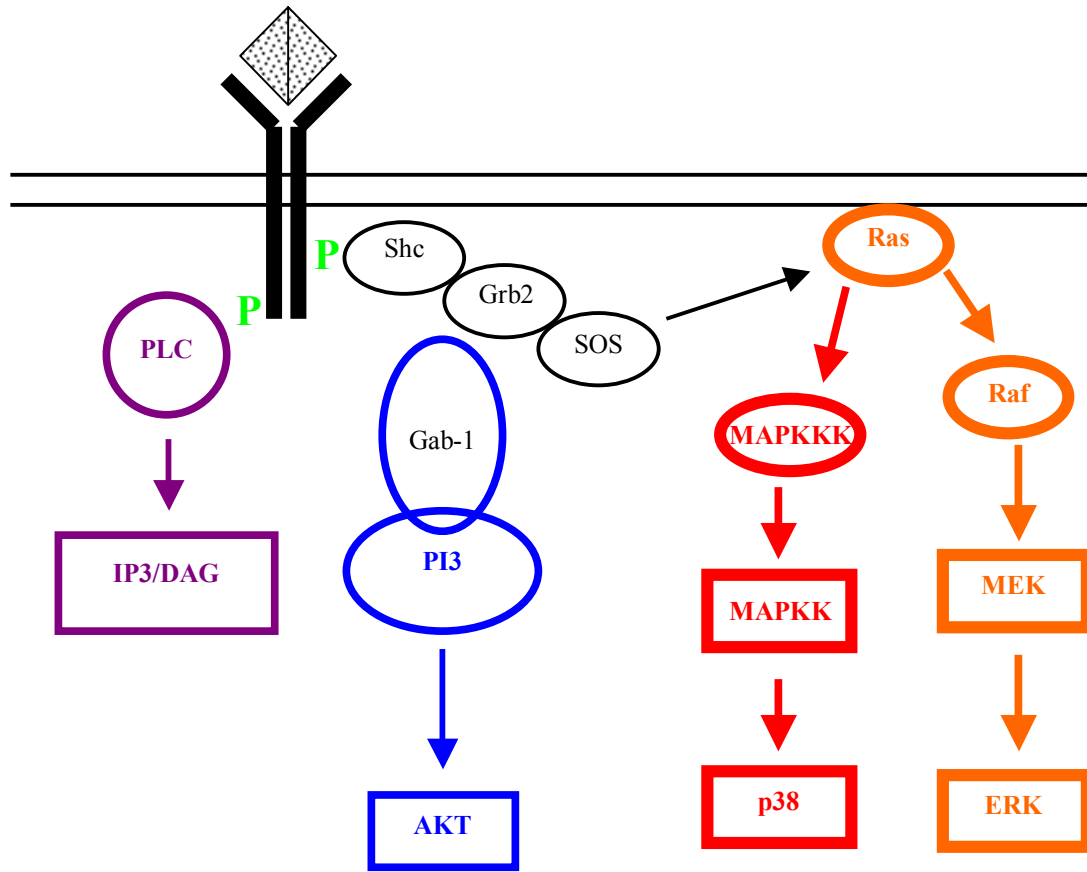 Shc
P
Ras
Grb2
P
PLC
SOS
Raf
Gab-1
MAPKKK
PI3
IP3/DAG
MEK
MAPKK
p38
ERK
AKT